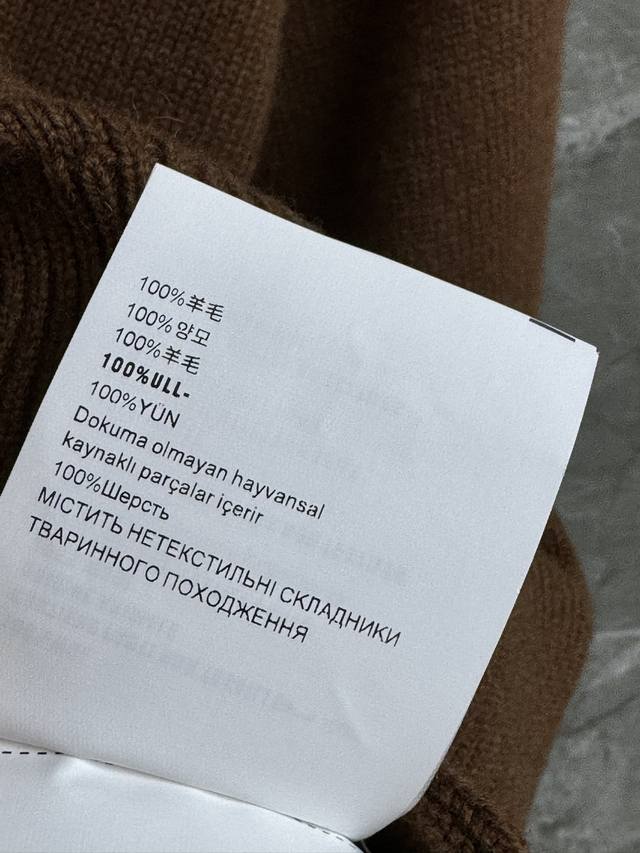 100%羊毛
100% 양모
100%羊毛
100%ULL-
100%YÜN
Dokuma olmayan hayvansal
kaynaklı parçalar içerir
100%Шерсть
МІСТИТЬ НЕТЕКСТИЛЬНІ СКЛАДНИКИ
ТВАРИННОГО ПОХОДЖЕННЯ